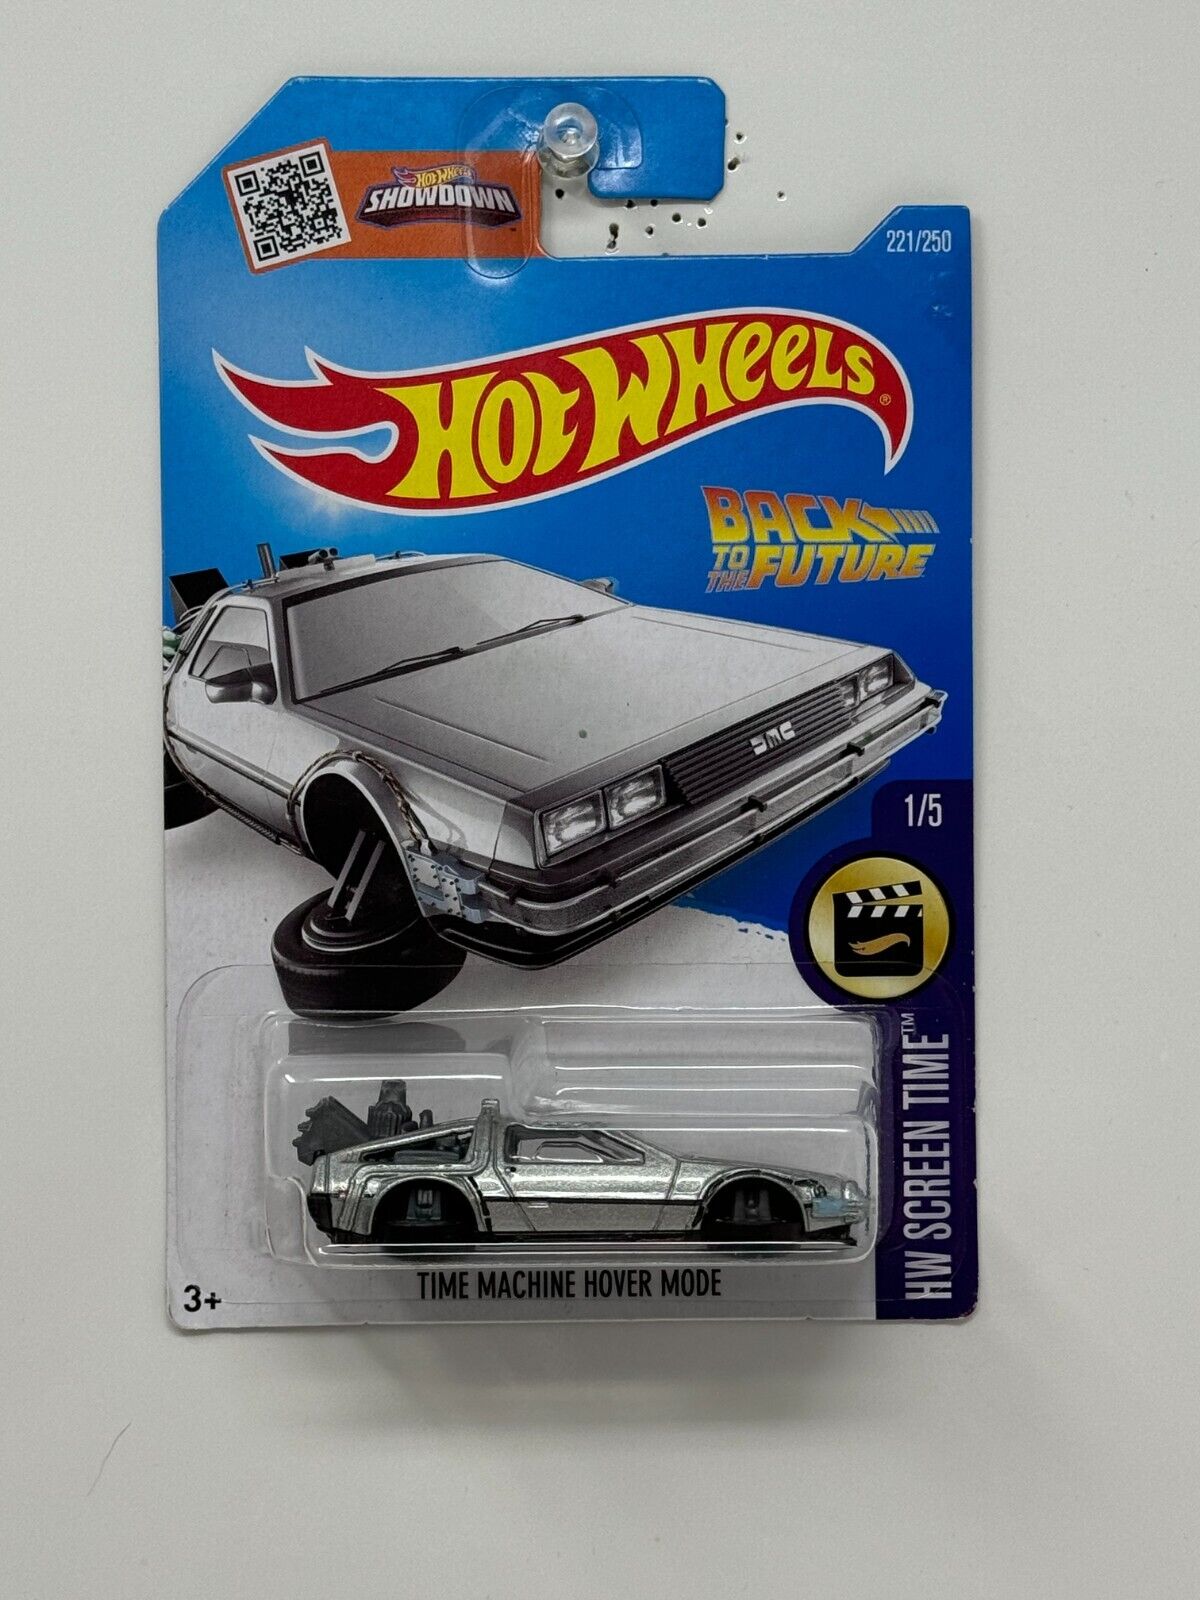 HOT WHEELS
SHOWDOWN™
221/250
HOT WHEELS®
BACK
TO THE FUTURE
DMC
1/5
HW SCREEN TIME™
TIME MACHINE HOVER MODE
3+